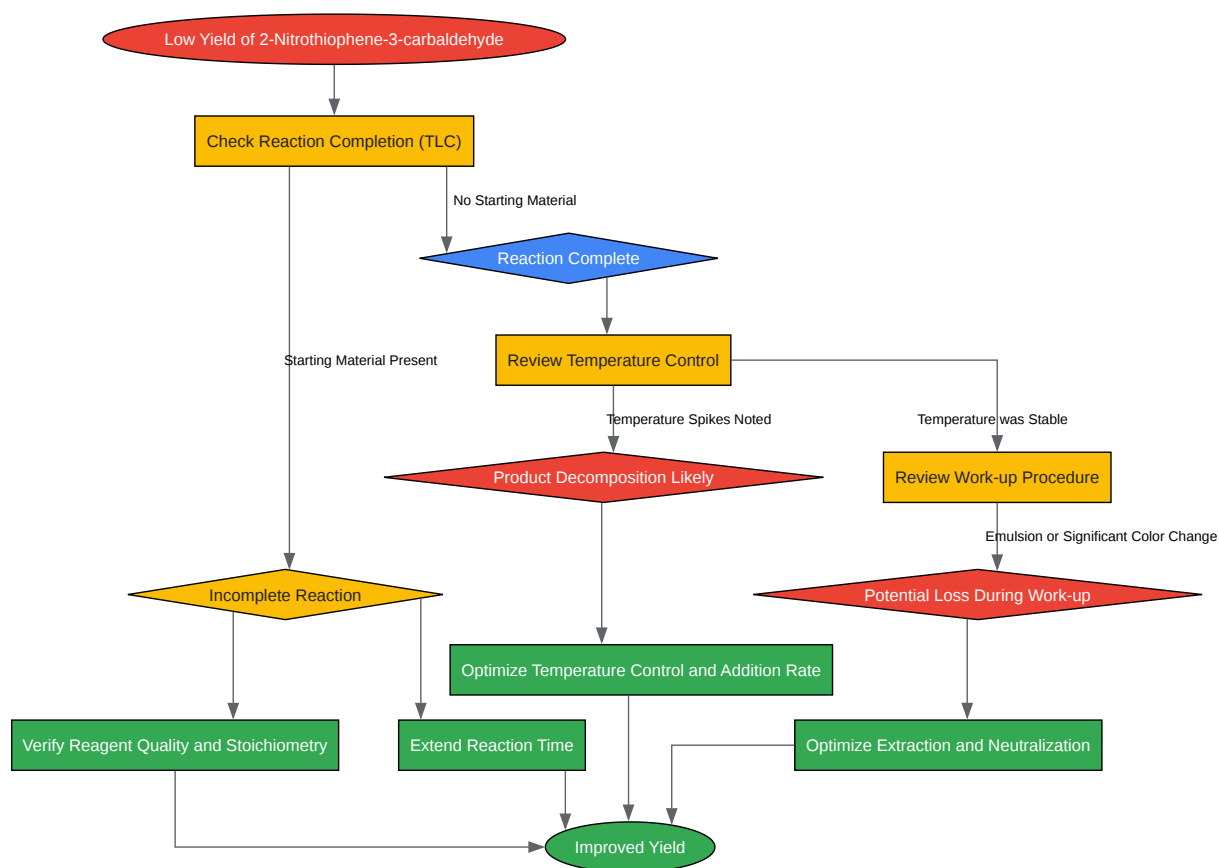 Low Yield of 2-Nitrothiophene-3-carbaldehyde
Check Reaction Completion (TLC)
No Starting Material
Reaction Complete
Starting Material Present
Review Temperature Control
Temperature Spikes Noted
Temperature was Stable
Product Decomposition Likely
Review Work-up Procedure
Emulsion or Significant Color Change
Incomplete Reaction
Potential Loss During Work-up
Optimize Temperature Control and Addition Rate
Verify Reagent Quality and Stoichiometry
Extend Reaction Time
Optimize Extraction and Neutralization
Improved Yield